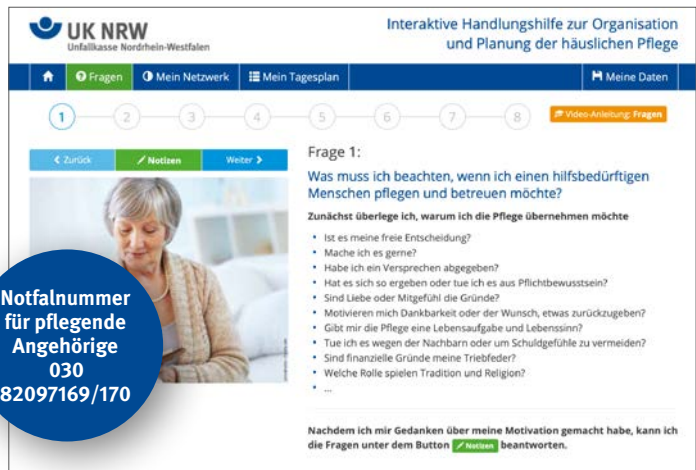 UK NRW
Unfallkasse Nordrhein-Westfalen
Interaktive Handlungshilfe zur Organisation
und Planung der häuslichen Pflege
Fragen
Mein Netzwerk
Mein Tagesplan
Meine Daten
1 2 3 4 5 6 7 8
Video-Anleitung: Fragen
Zurück
Notizen
Weiter
Frage 1:
Was muss ich beachten, wenn ich einen hilfsbedürftigen
Menschen pflegen und betreuen möchte?
Zunächst überlege ich, warum ich die Pflege übernehmen möchte
• Ist es meine freie Entscheidung?
• Mache ich es gerne?
• Habe ich ein Versprechen abgegeben?
• Hat es sich so ergeben oder tue ich es aus Pflichtbewusstsein?
• Sind Liebe oder Mitgefühl die Gründe?
• Motivieren mich Dankbarkeit oder der Wunsch, etwas zurückzugeben?
• Gibt mir die Pflege eine Lebensaufgabe und Lebenssinn?
• Tue ich es wegen der Nachbarn oder um Schuldgefühle zu vermeiden?
• Sind finanzielle Gründe meine Triebfeder?
• Welche Rolle spielen Tradition und Religion?
• ...
Nachdem ich mir Gedanken über meine Motivation gemacht habe, kann ich
die Fragen unter dem Button Notizen beantworten.
Notfalnummer
für pflegende
Angehörige
030
82097169/170